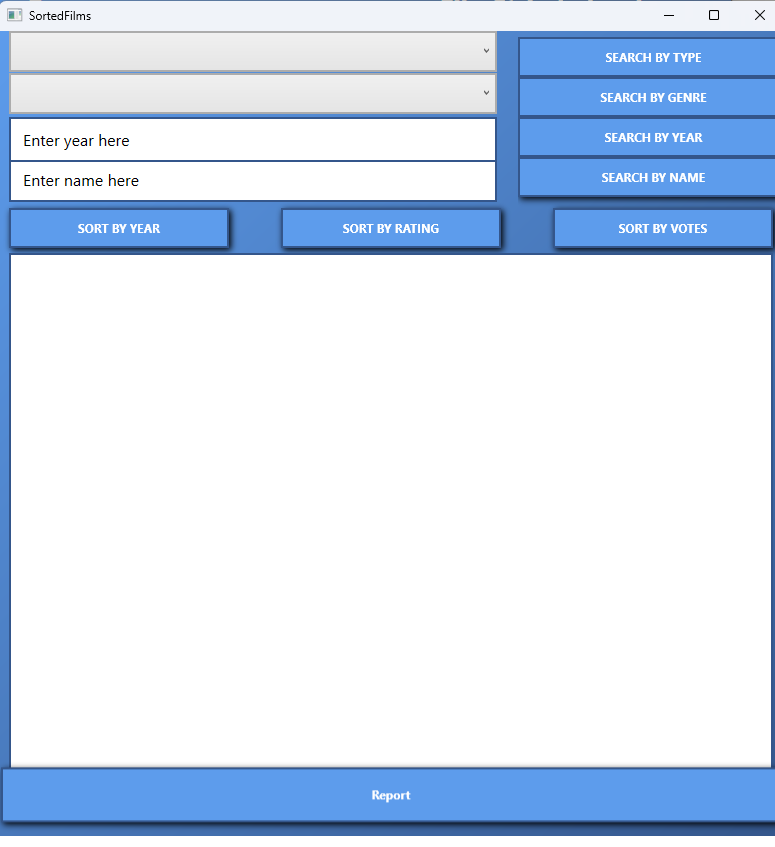 SortedFilms
SEARCH BY TYPE
SEARCH BY GENRE
Enter year here
SEARCH BY YEAR
Enter name here
SEARCH BY NAME
SORT BY YEAR
SORT BY RATING
SORT BY VOTES
Report